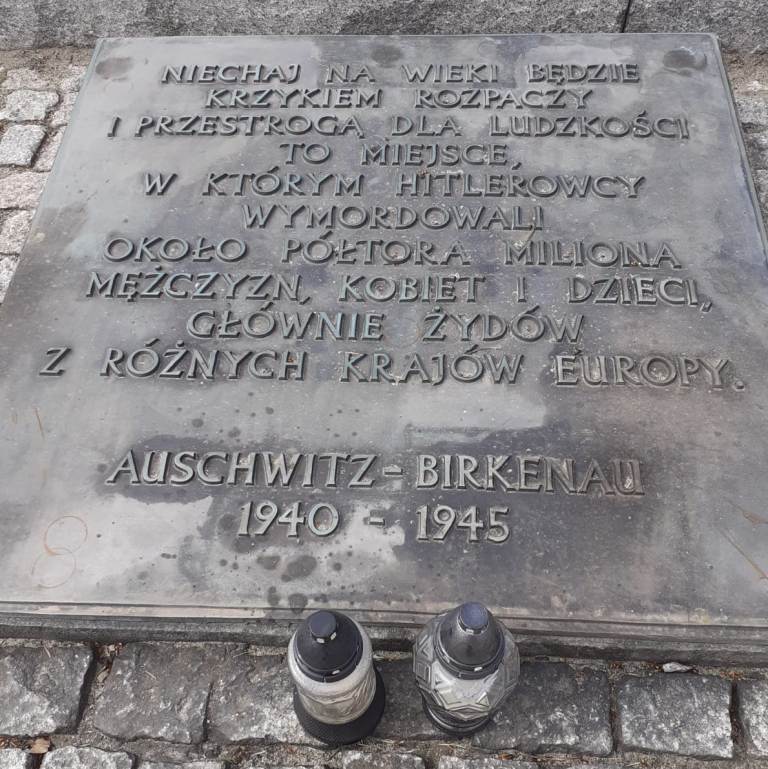 NIECHAJ NA WIEKI BĘDZIE
KRZYKIEM ROZPACZY
I PRZESTROGĄ DLA LUDZKOŚCI
TO MIEJSCE,
W KTÓRYM HITLEROWCY
WYMORDOWALI
OKOŁO PÓŁTORA MILIONA
MĘŻCZYZN, KOBIET I DZIECI,
GŁÓWNIE ŻYDÓW
Z RÓŻNYCH KRAJÓW EUROPY.
AUSCHWITZ - BIRKENAU
1940 - 1945